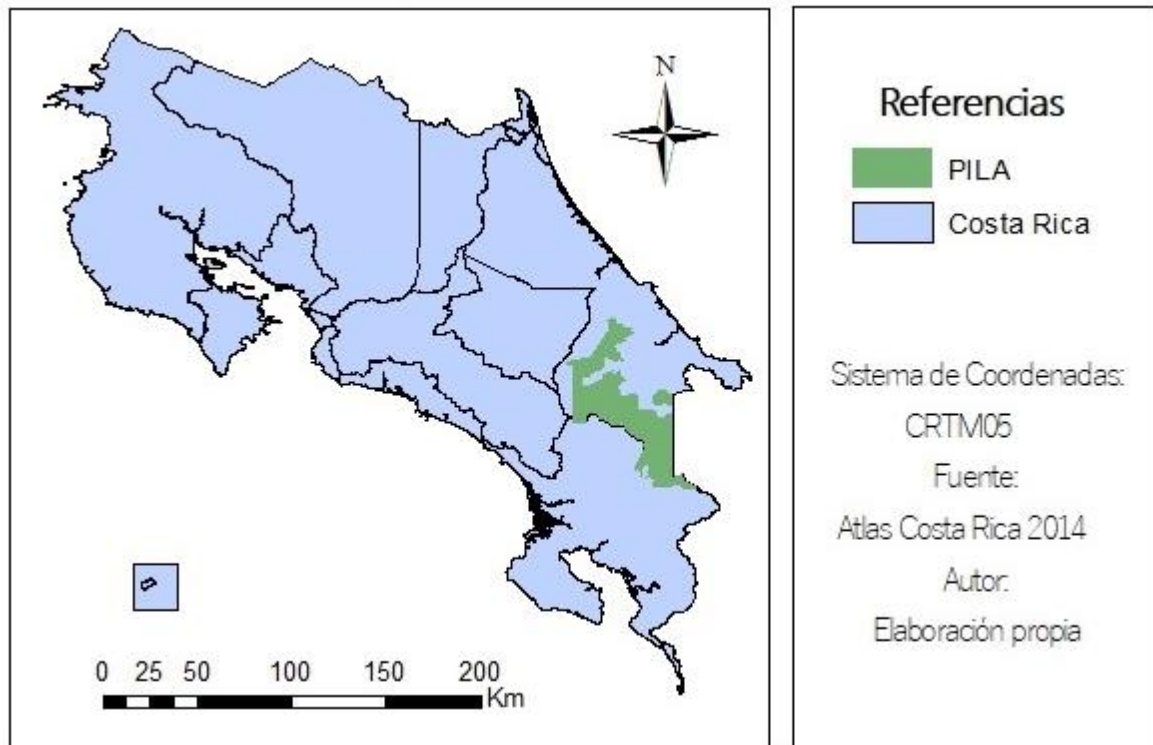 N
0 25 50 100 150 200
Km
Referencias
PILA
Costa Rica
Sistema de Coordenadas:
CRTM05
Fuente:
Atlas Costa Rica 2014
Autor:
Elaboración propia